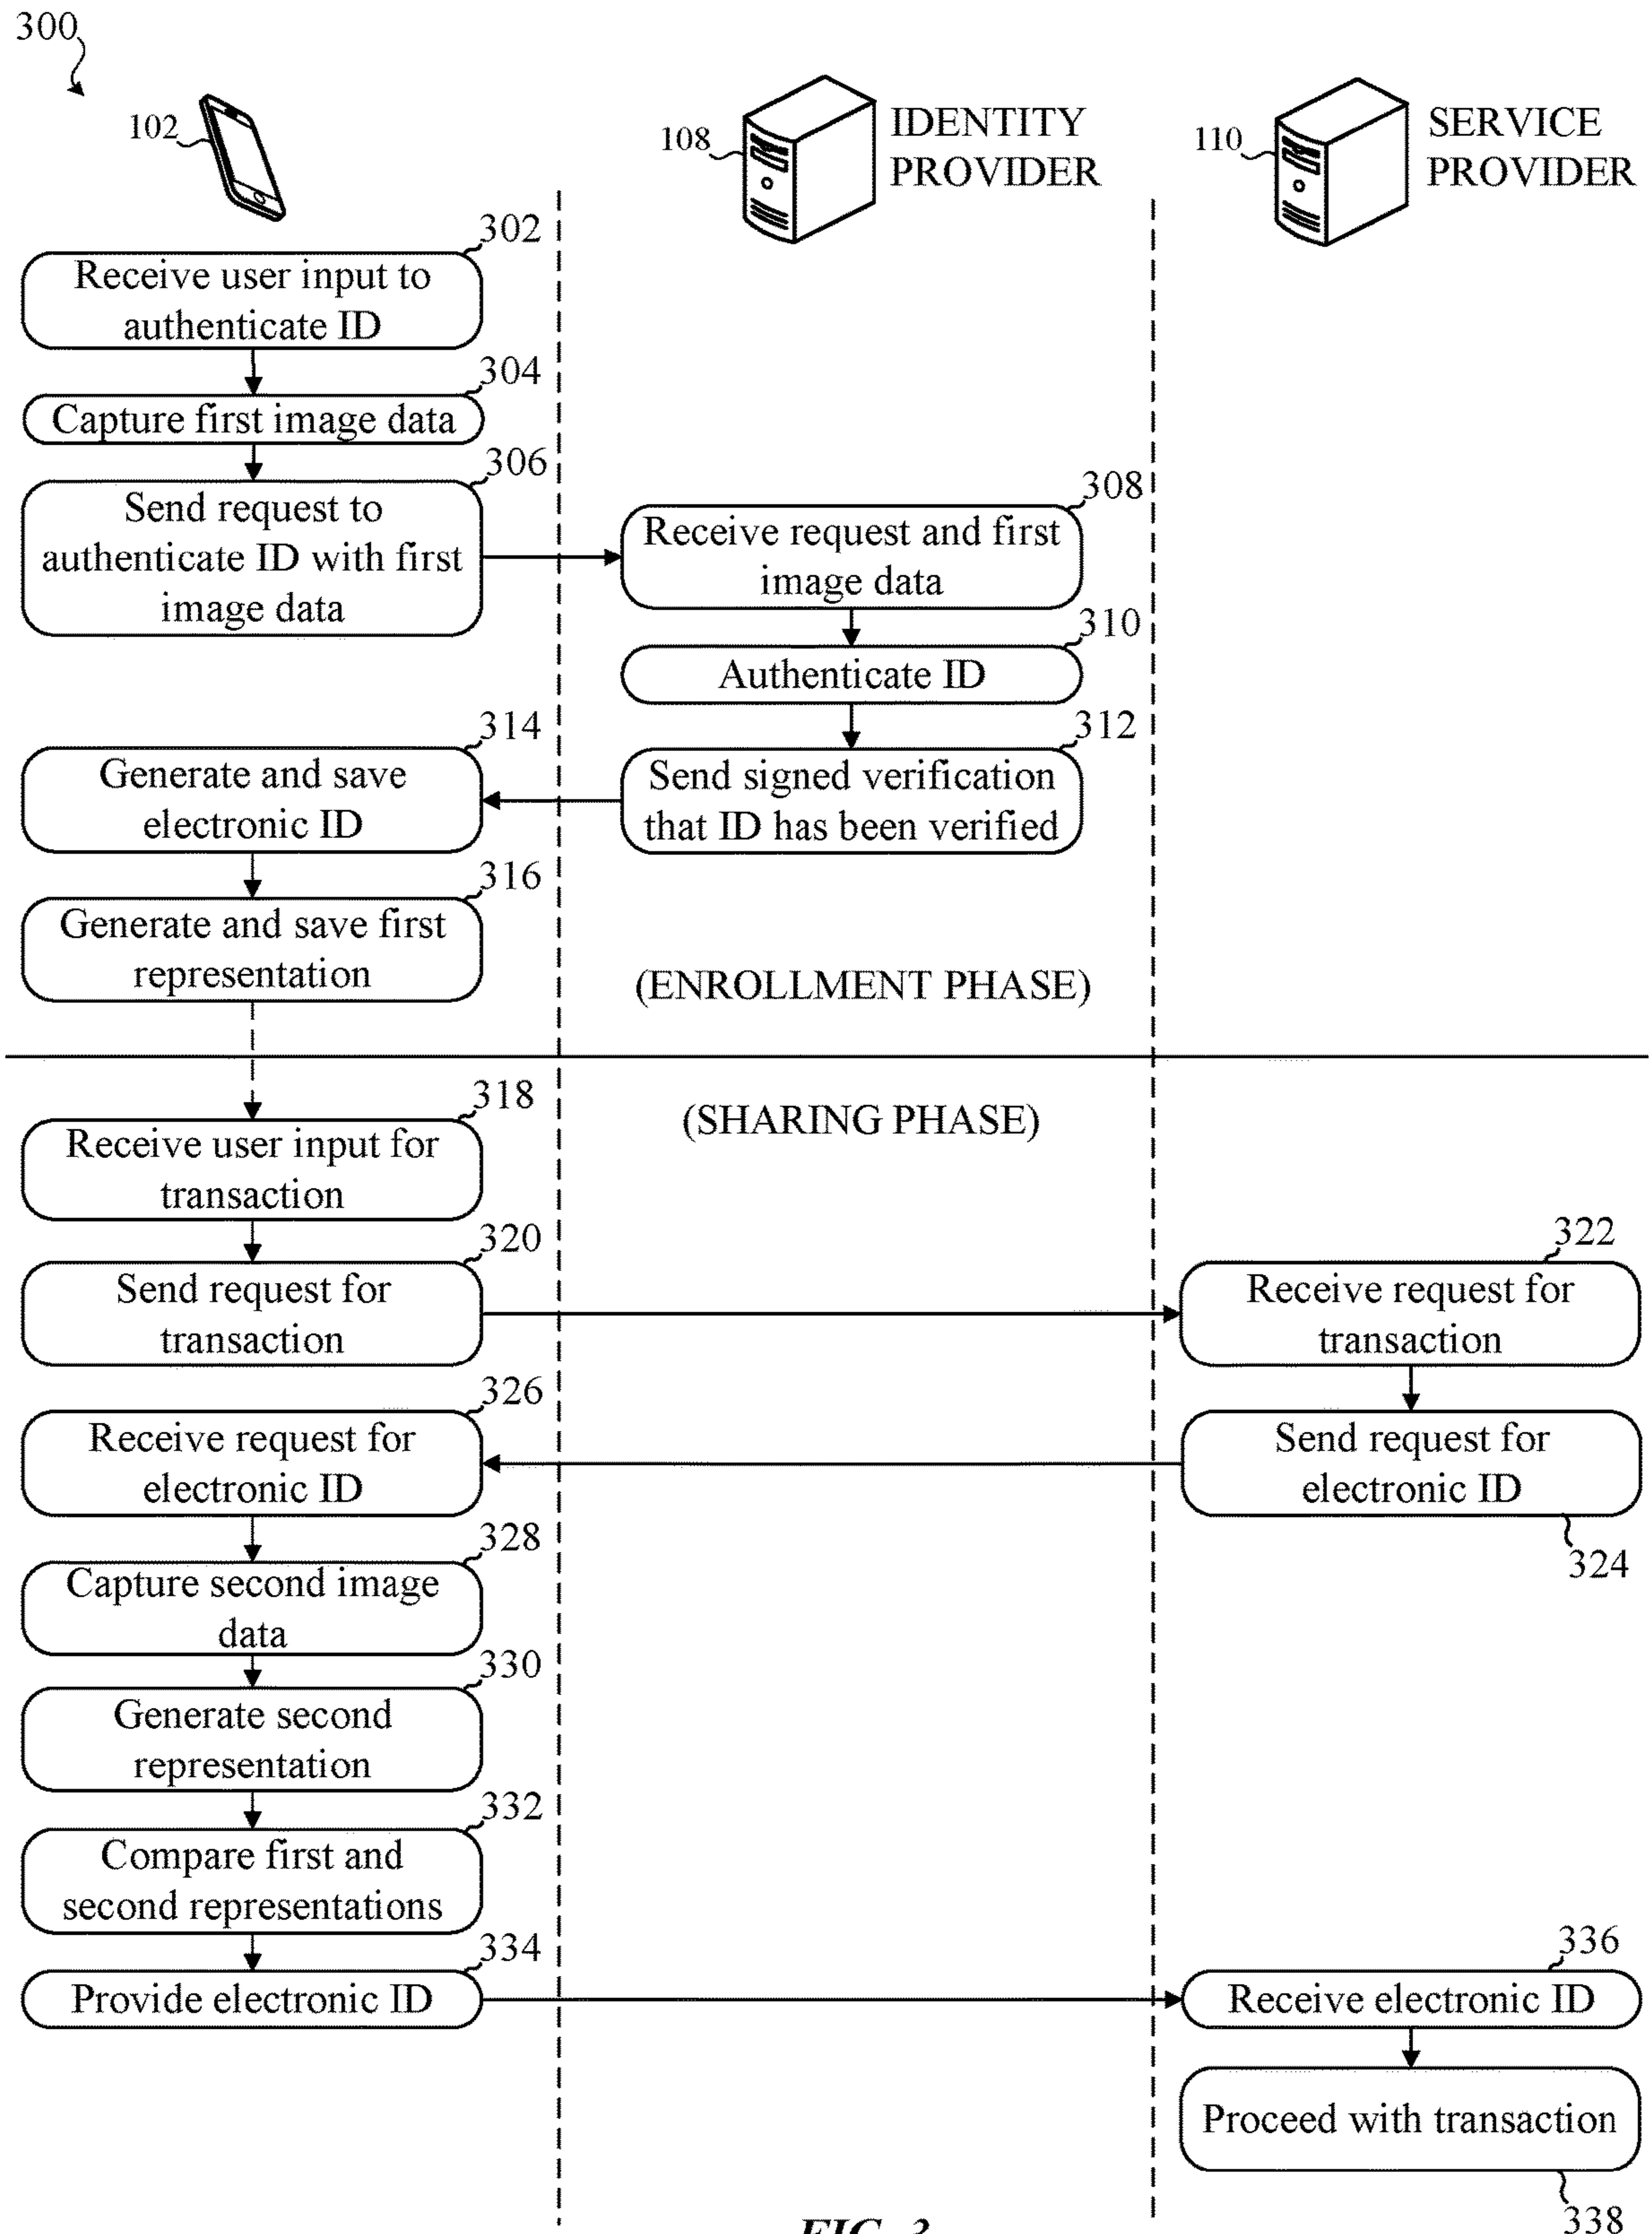 300
102
108
IDENTITY
PROVIDER
110
SERVICE
PROVIDER
302
Receive user input to
authenticate ID
304
Capture first image data
306
Send request to
authenticate ID with first
image data
308
Receive request and first
image data
310
Authenticate ID
312
Send signed verification
that ID has been verified
314
Generate and save
electronic ID
316
Generate and save first
representation
(ENROLLMENT PHASE)
(SHARING PHASE)
318
Receive user input for
transaction
320
Send request for
transaction
322
Receive request for
transaction
326
Receive request for
electronic ID
Send request for
electronic ID
324
328
Capture second image
data
330
Generate second
representation
332
Compare first and
second representations
334
Provide electronic ID
336
Receive electronic ID
Proceed with transaction
338
FIG. 3